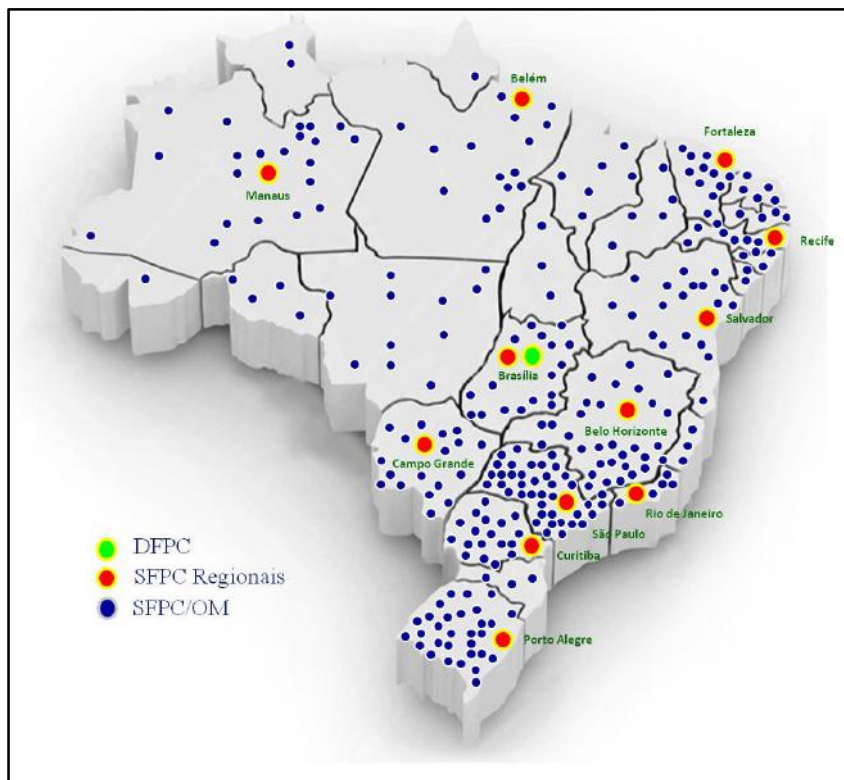 Belém
Fortaleza
Manaus
Recife
Salvador
Brasília
Belo Horizonte
Campo Grande
Rio de Janeiro
São Paulo
Curitiba
DFPC
SFPC Regionais
SFPC/OM
Porto Alegre